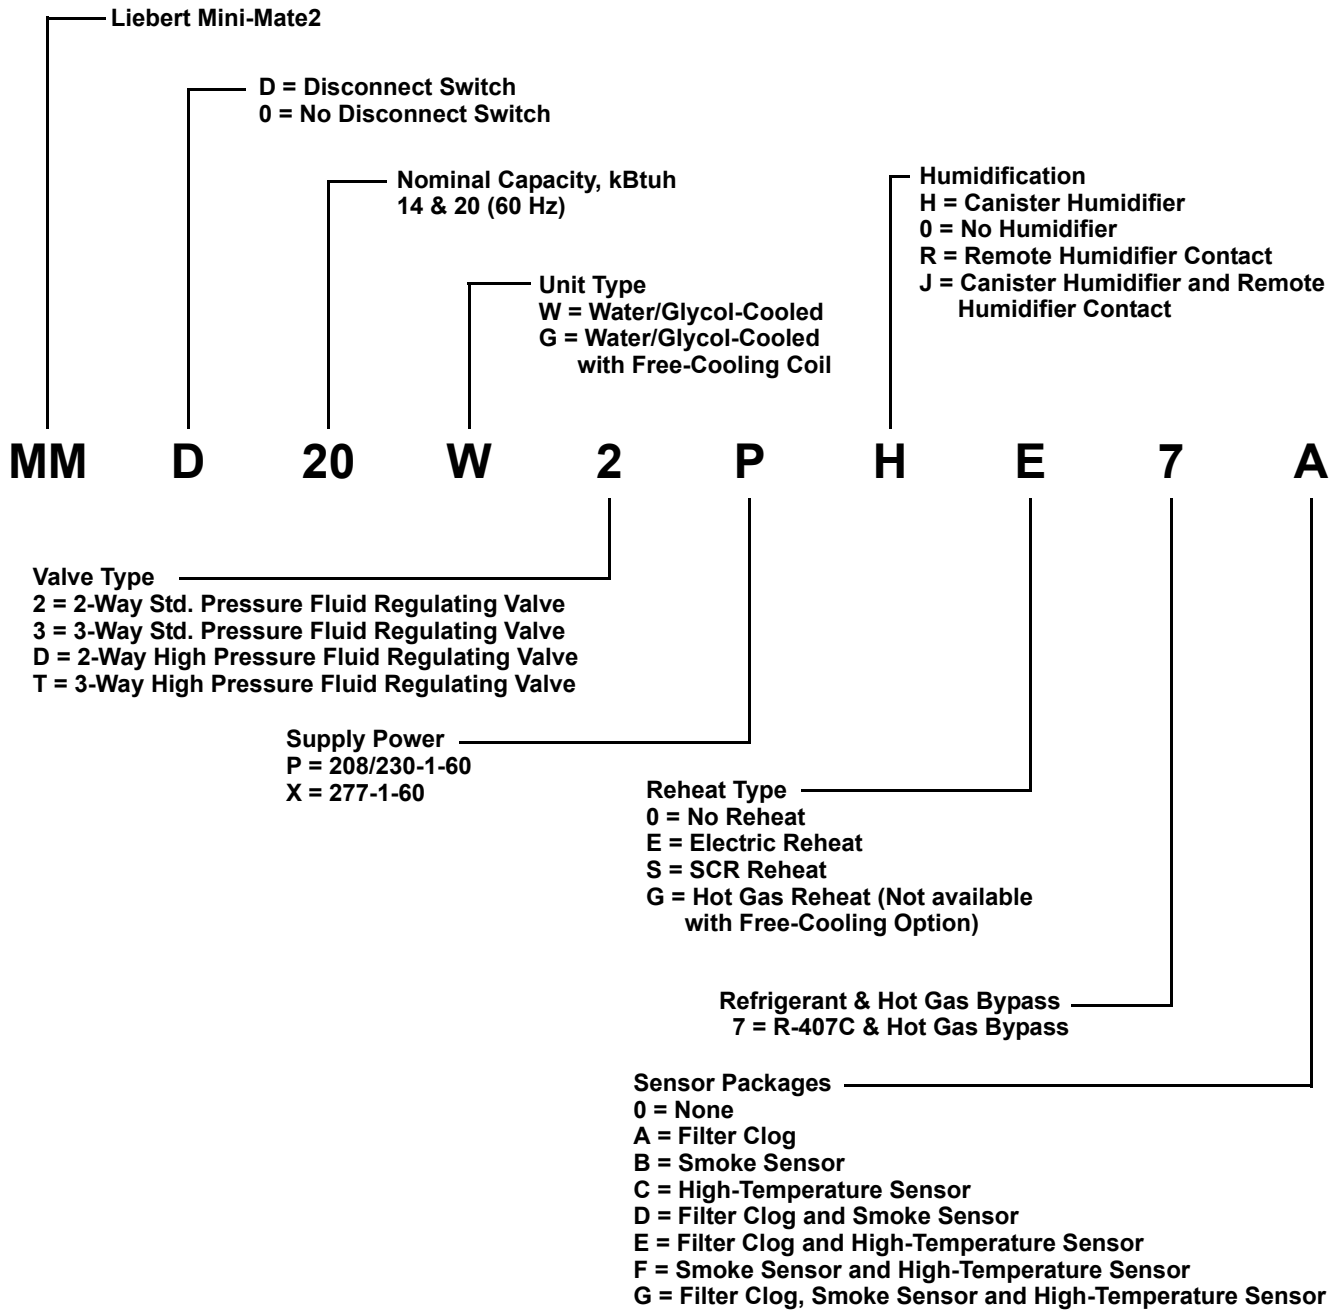 Liebert Mini-Mate2
D = Disconnect Switch
0 = No Disconnect Switch
Nominal Capacity, kBtuh
14 & 20 (60 Hz)
Humidification
H = Canister Humidifier
0 = No Humidifier
R = Remote Humidifier Contact
J = Canister Humidifier and Remote
Humidifier Contact
Unit Type
W = Water/Glycol-Cooled
G = Water/Glycol-Cooled
with Free-Cooling Coil
MM D 20 W 2 P H E 7 A
Valve Type
2 = 2-Way Std. Pressure Fluid Regulating Valve
3 = 3-Way Std. Pressure Fluid Regulating Valve
D = 2-Way High Pressure Fluid Regulating Valve
T = 3-Way High Pressure Fluid Regulating Valve
Supply Power
P = 208/230-1-60
X = 277-1-60
Reheat Type
0 = No Reheat
E = Electric Reheat
S = SCR Reheat
G = Hot Gas Reheat (Not available
with Free-Cooling Option)
Refrigerant & Hot Gas Bypass
7 = R-407C & Hot Gas Bypass
Sensor Packages
0 = None
A = Filter Clog
B = Smoke Sensor
C = High-Temperature Sensor
D = Filter Clog and Smoke Sensor
E = Filter Clog and High-Temperature Sensor
F = Smoke Sensor and High-Temperature Sensor
G = Filter Clog, Smoke Sensor and High-Temperature Sensor